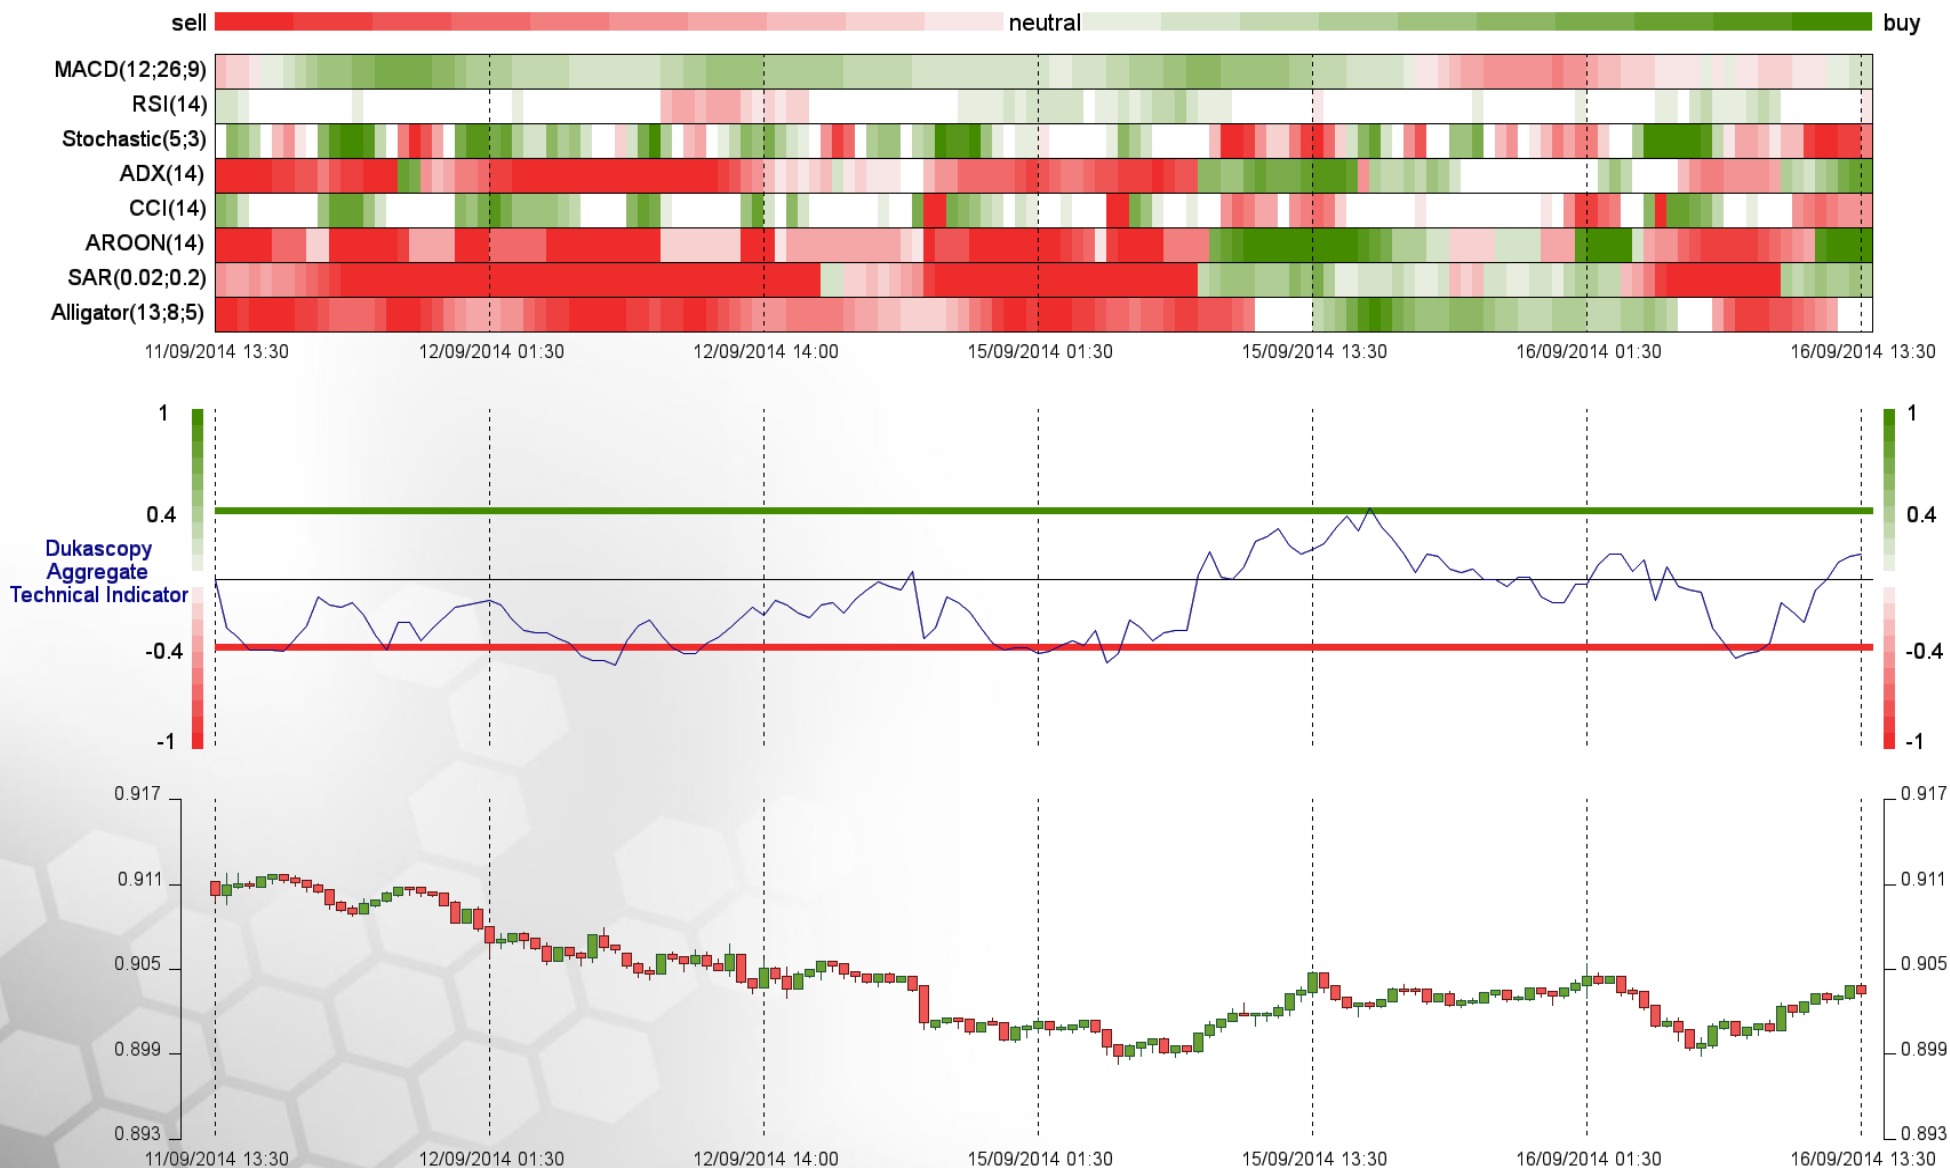 sell neutral buy
MACD(12;26;9)
RSI(14)
Stochastic(5;3)
ADX(14)
CCI(14)
AROON(14)
SAR(0.02;0.2)
Alligator(13;8;5)
11/09/2014 13:30 12/09/2014 01:30 12/09/2014 14:00 15/09/2014 01:30 15/09/2014 13:30 16/09/2014 01:30 16/09/2014 13:30
1 1
0.4 0.4
Dukascopy
Aggregate
Technical Indicator
-0.4 -0.4
-1 -1
0.917 0.917
0.911 0.911
0.905 0.905
0.899 0.899
0.893 0.893
11/09/2014 13:30 12/09/2014 01:30 12/09/2014 14:00 15/09/2014 01:30 15/09/2014 13:30 16/09/2014 01:30 16/09/2014 13:30